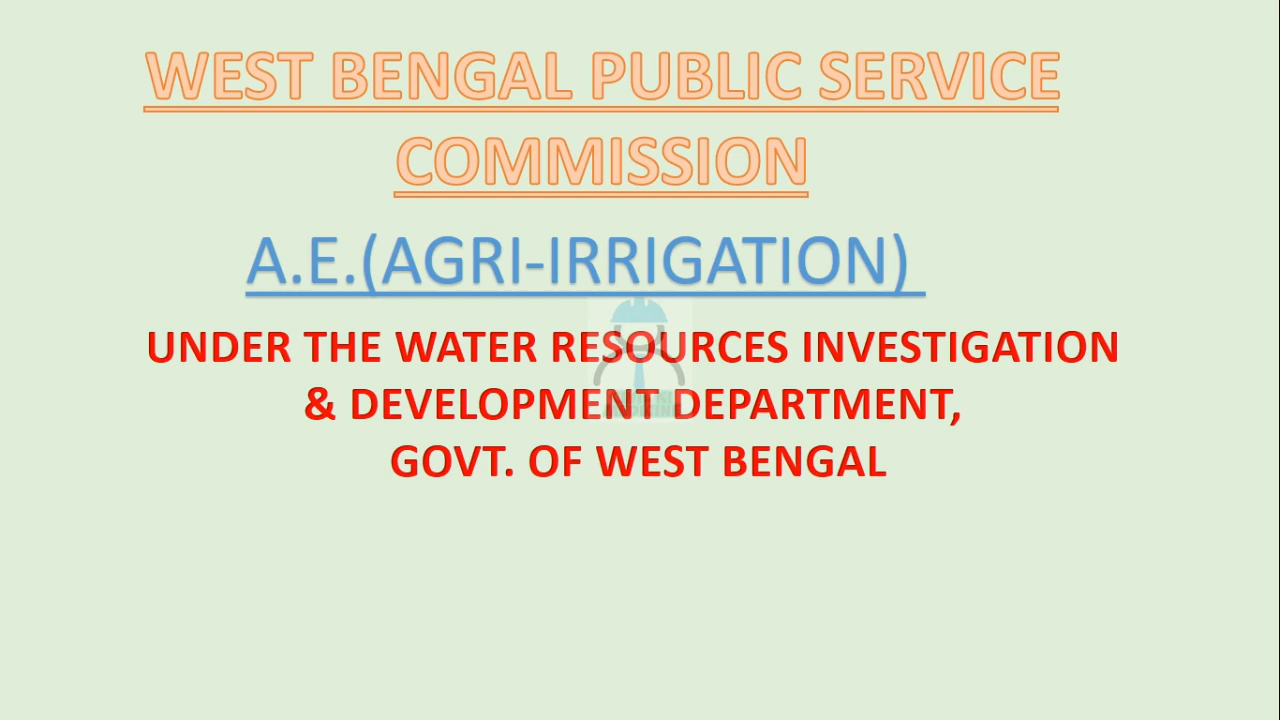 WEST BENGAL PUBLIC SERVICE
COMMISSION
A.E.(AGRI-IRRIGATION)
UNDER THE WATER RESOURCES INVESTIGATION
& DEVELOPMENT DEPARTMENT,
GOVT. OF WEST BENGAL